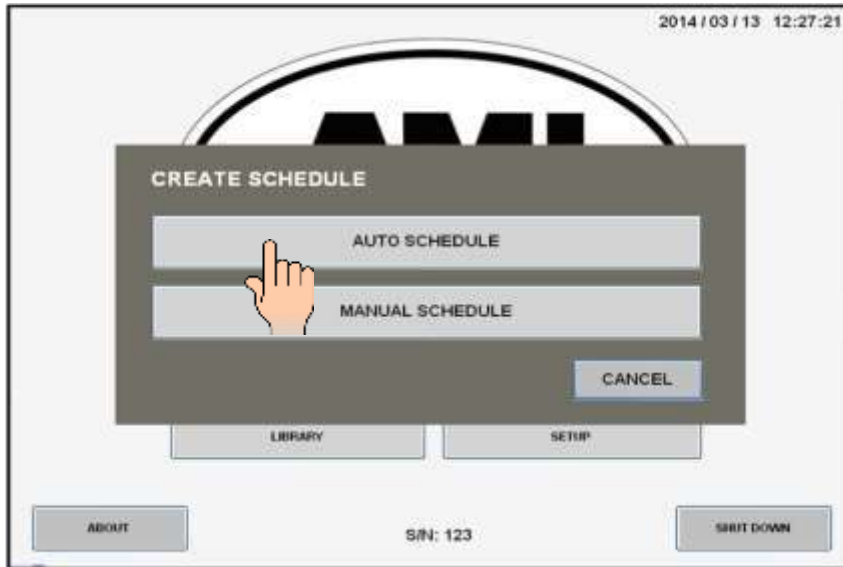 2014 / 03 / 13 12:27:21
AMI
CREATE SCHEDULE
AUTO SCHEDULE
MANUAL SCHEDULE
CANCEL
LIBRARY
SETUP
ABOUT
S/N: 123
SHUT DOWN